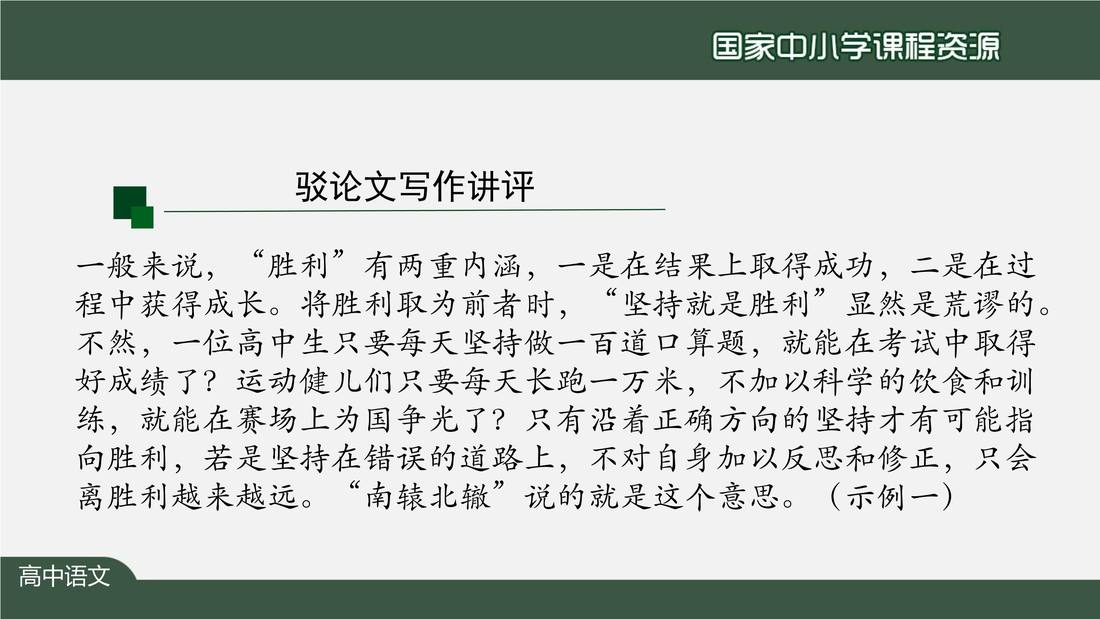 国家中小学课程资源
驳论文写作讲评
一般来说，“胜利”有两重内涵，一是在结果上取得成功，二是在过
程中获得成长。将胜利取为前者时，“坚持就是胜利”显然是荒谬的。
不然，一位高中生只要每天坚持做一百道口算题，就能在考试中取得
好成绩了？运动健儿们只要每天长跑一万米，不加以科学的饮食和训
练，就能在赛场上为国争光了？只有沿着正确方向的坚持才有可能指
向胜利，若是坚持在错误的道路上，不对自身加以反思和修正，只会
离胜利越来越远。“南辕北辙”说的就是这个意思。（示例一）
高中语文